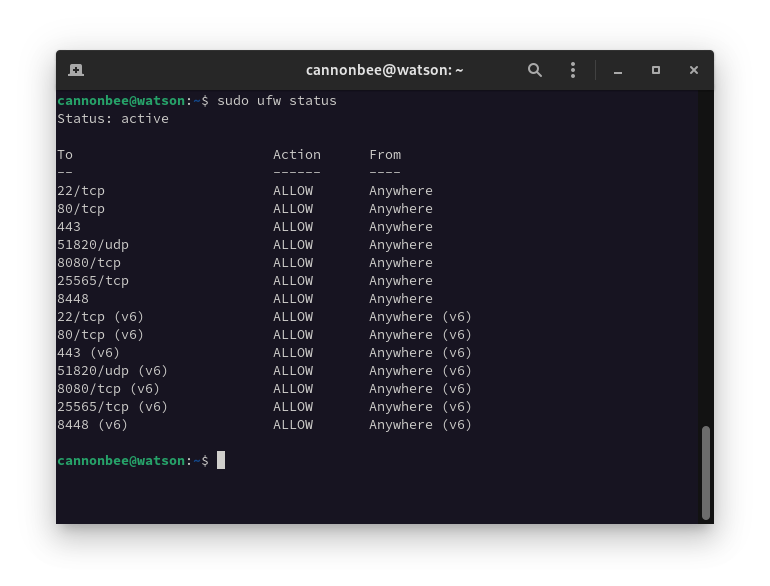 cannonbee@watson: ~
cannonbee@watson:~$ sudo ufw status
Status: active
To                         Action      From
--                         ------      ----
22/tcp                     ALLOW       Anywhere
80/tcp                     ALLOW       Anywhere
443                        ALLOW       Anywhere
51820/udp                  ALLOW       Anywhere
8080/tcp                   ALLOW       Anywhere
25565/tcp                  ALLOW       Anywhere
8448                       ALLOW       Anywhere
22/tcp (v6)                ALLOW       Anywhere (v6)
80/tcp (v6)                ALLOW       Anywhere (v6)
443 (v6)                   ALLOW       Anywhere (v6)
51820/udp (v6)             ALLOW       Anywhere (v6)
8080/tcp (v6)              ALLOW       Anywhere (v6)
25565/tcp (v6)             ALLOW       Anywhere (v6)
8448 (v6)                  ALLOW       Anywhere (v6)
cannonbee@watson:~$